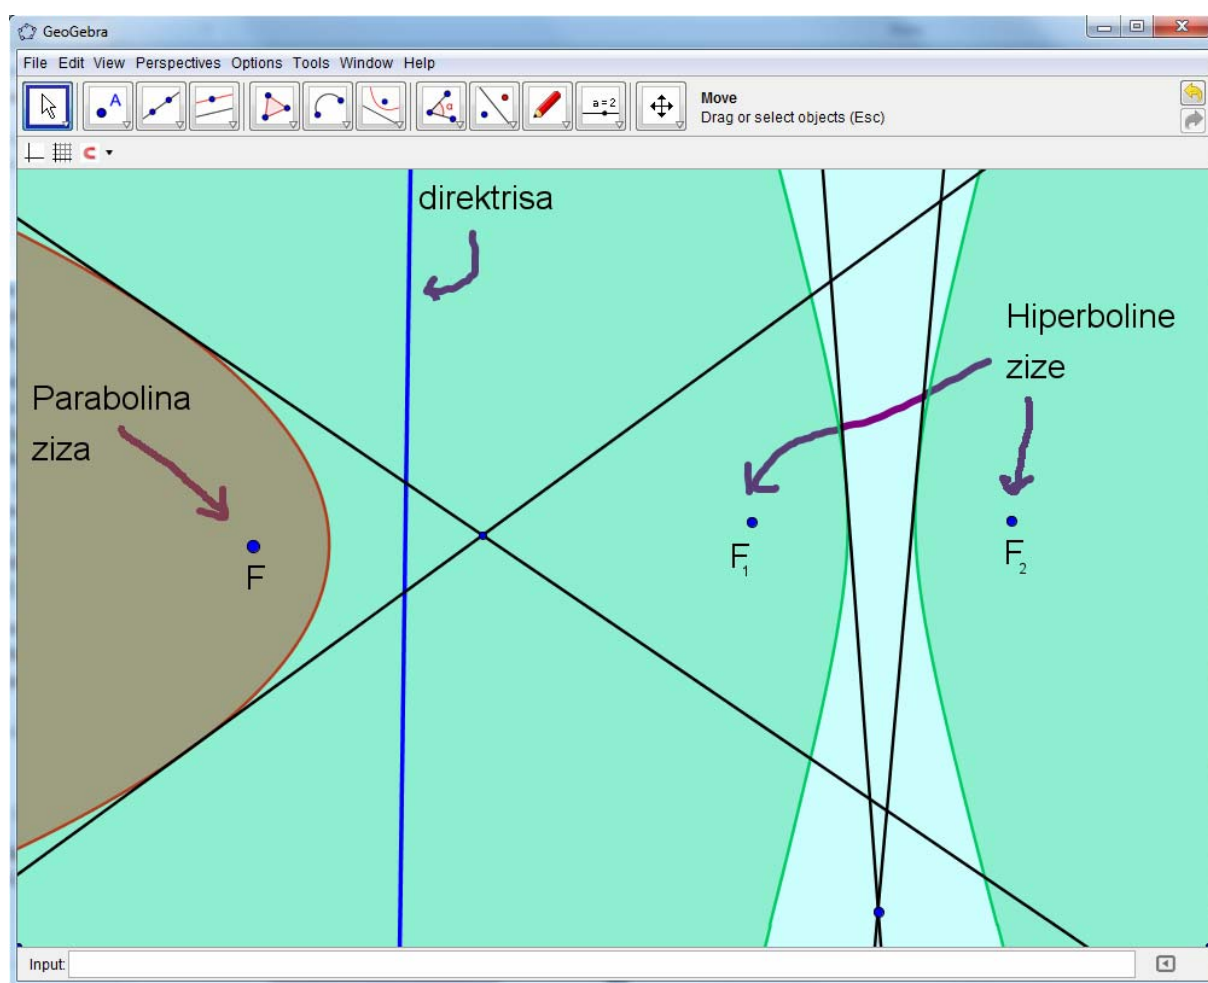 GeoGebra
File Edit View Perspectives Options Tools Window Help
A
α
a = 2
Move
Drag or select objects (Esc)
direktrisa
Hiperboline
zize
Parabolina
ziza
F
F₁
F₂
Input: